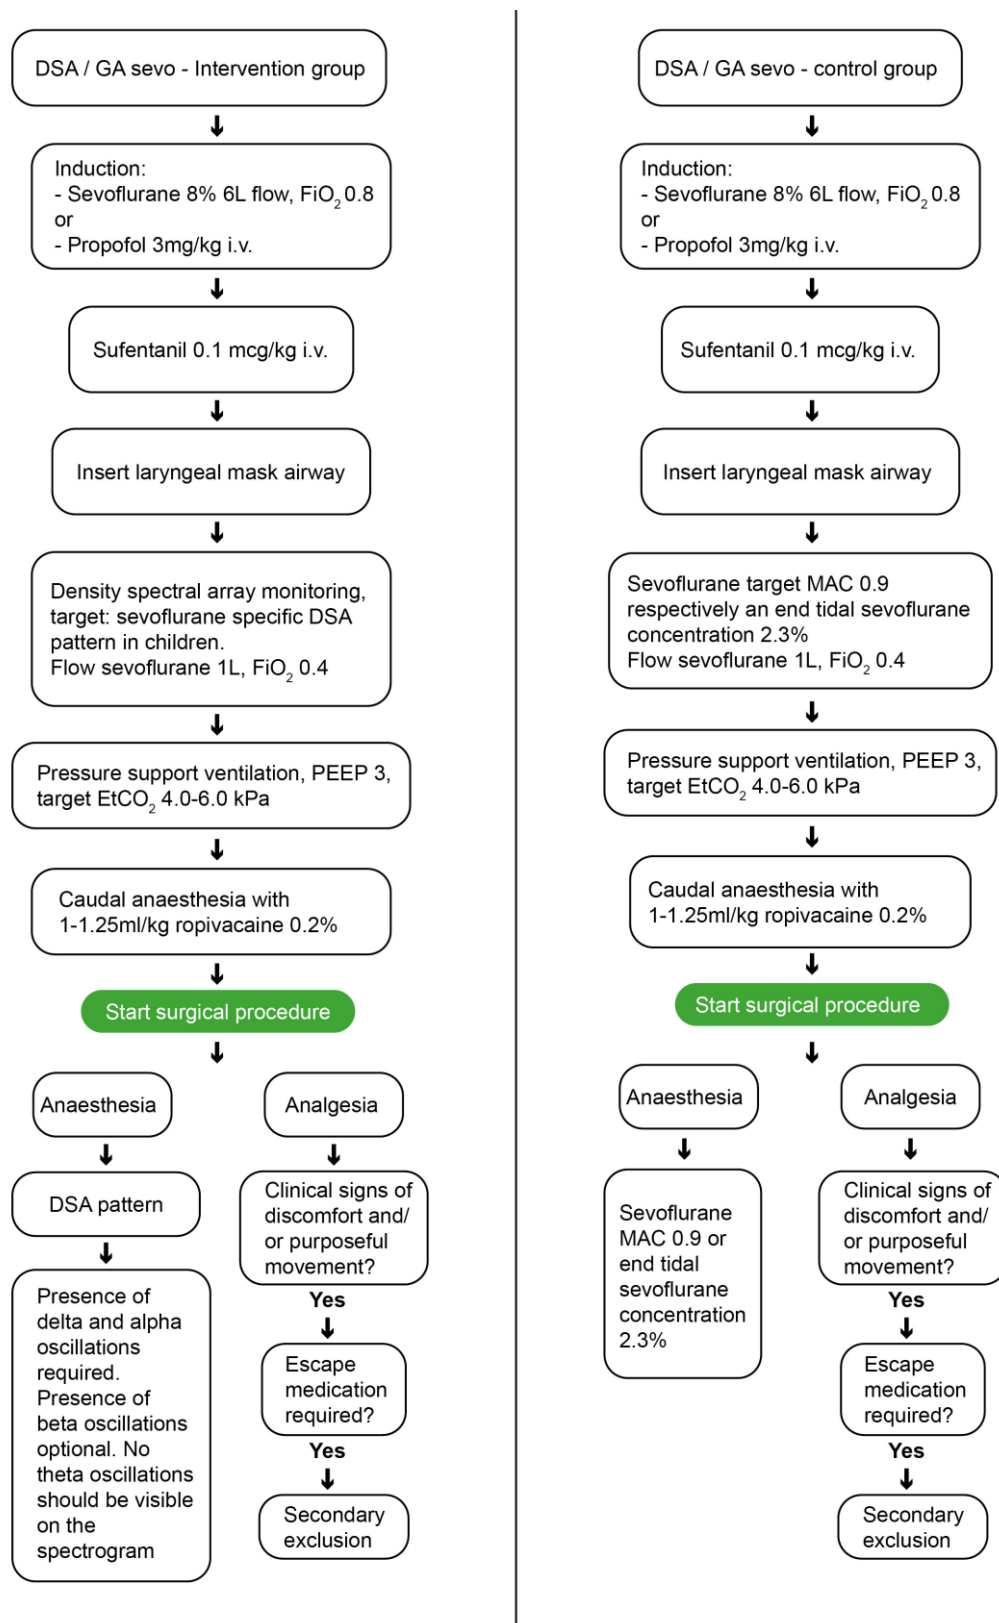 DSA / GA sevo - Intervention group
Induction:
- Sevoflurane 8% 6L flow, FiO2 0.8
or
- Propofol 3mg/kg i.v.
Sufentanil 0.1 mcg/kg i.v.
Insert laryngeal mask airway
Density spectral array monitoring,
target: sevoflurane specific DSA
pattern in children.
Flow sevoflurane 1L, FiO2 0.4
Pressure support ventilation, PEEP 3,
target EtCO2 4.0-6.0 kPa
Caudal anaesthesia with
1-1.25ml/kg ropivacaine 0.2%
Start surgical procedure
Anaesthesia
DSA pattern
Presence of
delta and alpha
oscillations
required.
Presence of
beta oscillations
optional. No
theta oscillations
should be visible
on the
spectrogram
Analgesia
Clinical signs of
discomfort and/
or purposeful
movement?
Yes
Escape
medication
required?
Yes
Secondary
exclusion
DSA / GA sevo - control group
Induction:
- Sevoflurane 8% 6L flow, FiO2 0.8
or
- Propofol 3mg/kg i.v.
Sufentanil 0.1 mcg/kg i.v.
Insert laryngeal mask airway
Sevoflurane target MAC 0.9
respectively an end tidal sevoflurane
concentration 2.3%
Flow sevoflurane 1L, FiO2 0.4
Pressure support ventilation, PEEP 3,
target EtCO2 4.0-6.0 kPa
Caudal anaesthesia with
1-1.25ml/kg ropivacaine 0.2%
Start surgical procedure
Anaesthesia
Sevoflurane
MAC 0.9 or
end tidal
sevoflurane
concentration
2.3%
Analgesia
Clinical signs of
discomfort and/
or purposeful
movement?
Yes
Escape
medication
required?
Yes
Secondary
exclusion